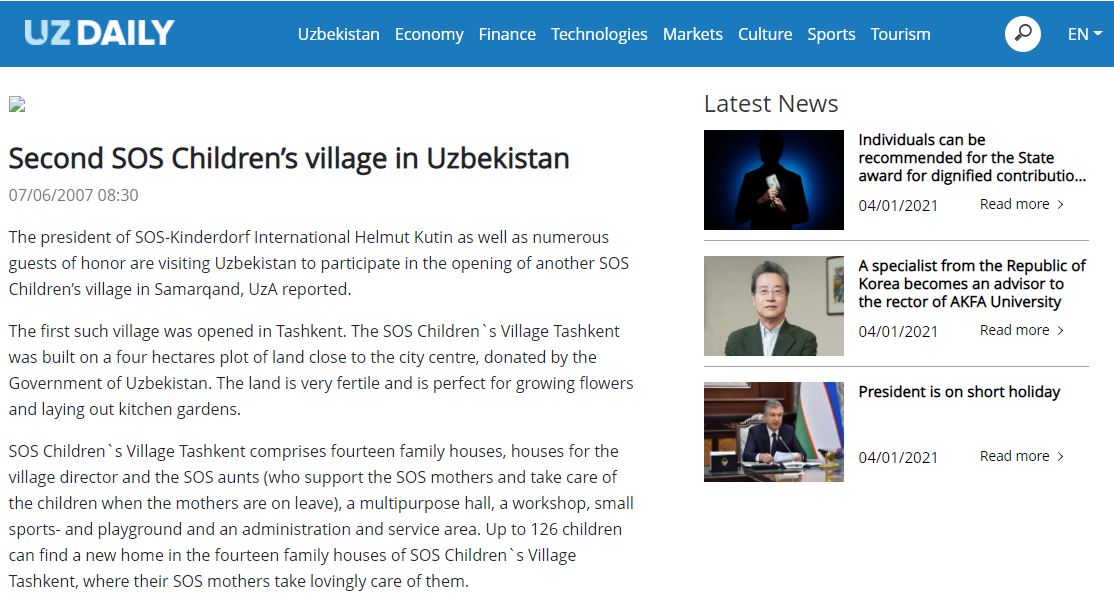 UZ DAILY
Uzbekistan Economy Finance Technologies Markets Culture Sports Tourism
EN
Second SOS Children’s village in Uzbekistan
07/06/2007 08:30
The president of SOS-Kinderdorf International Helmut Kutin as well as numerous
guests of honor are visiting Uzbekistan to participate in the opening of another SOS
Children’s village in Samarqand, UzA reported.
The first such village was opened in Tashkent. The SOS Children`s Village Tashkent
was built on a four hectares plot of land close to the city centre, donated by the
Government of Uzbekistan. The land is very fertile and is perfect for growing flowers
and laying out kitchen gardens.
SOS Children`s Village Tashkent comprises fourteen family houses, houses for the
village director and the SOS aunts (who support the SOS mothers and take care of
the children when the mothers are on leave), a multipurpose hall, a workshop, small
sports- and playground and an administration and service area. Up to 126 children
can find a new home in the fourteen family houses of SOS Children`s Village
Tashkent, where their SOS mothers take lovingly care of them.
Latest News
Individuals can be
recommended for the State
award for dignified contributio...
04/01/2021 Read more
A specialist from the Republic of
Korea becomes an advisor to
the rector of AKFA University
04/01/2021 Read more
President is on short holiday
04/01/2021 Read more